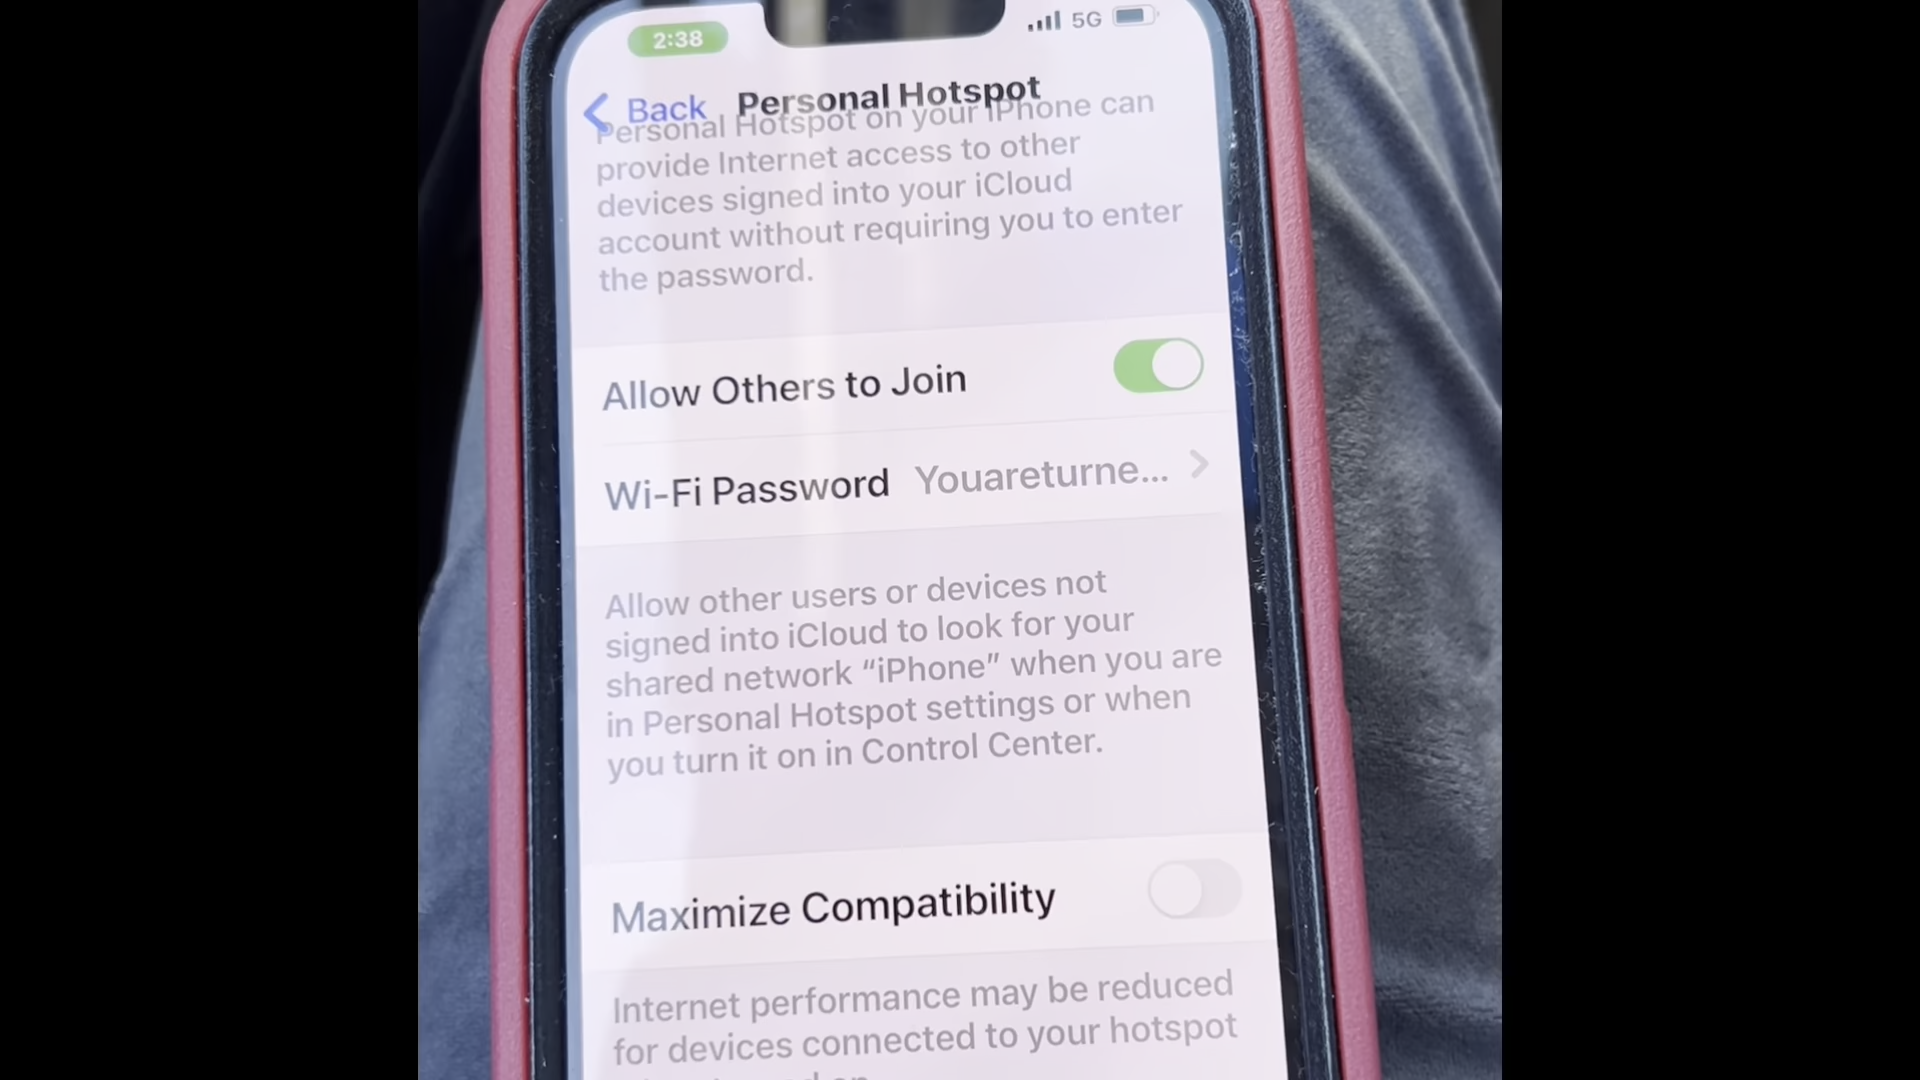 2:38
5G
Back
Personal Hotspot
Personal Hotspot on your iPhone can
provide Internet access to other
devices signed into your iCloud
account without requiring you to enter
the password.
Allow Others to Join
Wi-Fi Password Youareturne...
Allow other users or devices not
signed into iCloud to look for your
shared network “iPhone” when you are
in Personal Hotspot settings or when
you turn it on in Control Center.
Maximize Compatibility
Internet performance may be reduced
for devices connected to your hotspot